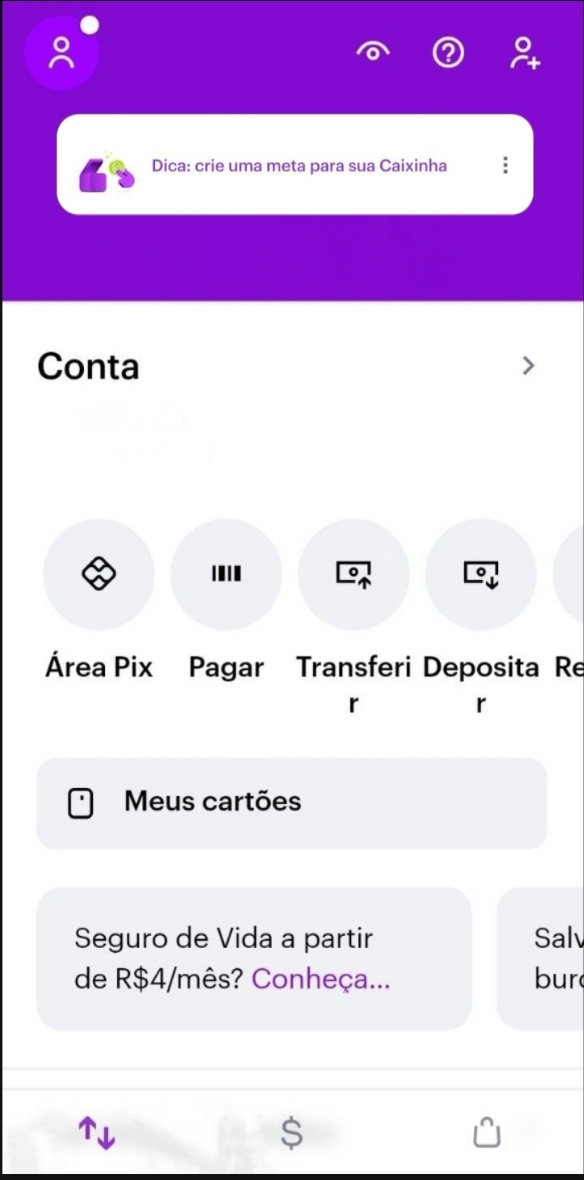 Dica: crie uma meta para sua Caixinha
Conta
Área Pix
Pagar
Transferi
r
Deposita
r
Re
Meus cartões
Seguro de Vida a partir
de R$4/mês? Conheça...
Salv
buro